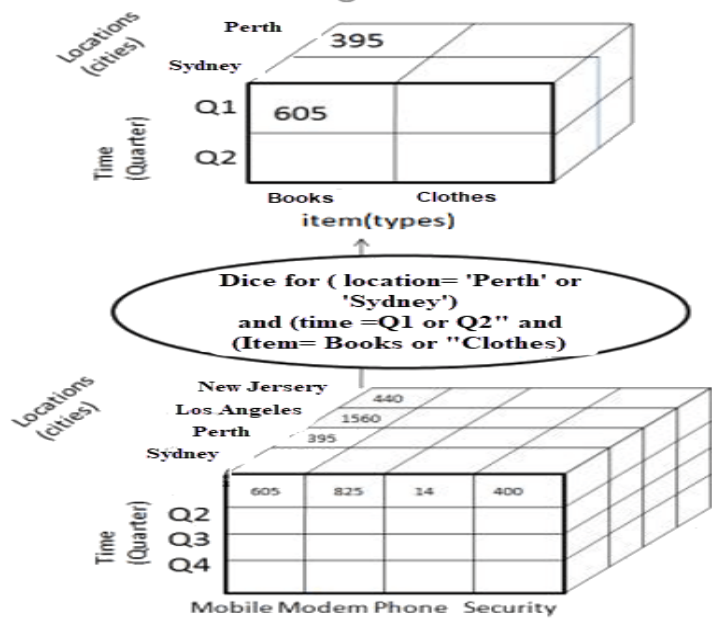 Locations
(cities)
Perth
395
Sydney
Q1
605
Time
(Quarter)
Q2
Books Clothes
item(types)
Dice for ( location= 'Perth' or
'Sydney')
and (time =Q1 or Q2" and
(Item= Books or "Clothes)
Locations
(cities)
New Jersery
440
Los Angeles
1560
Perth
395
Sydney
605 825 14 400
Time
(Quarter)
Q2
Q3
Q4
Mobile Modem Phone Security